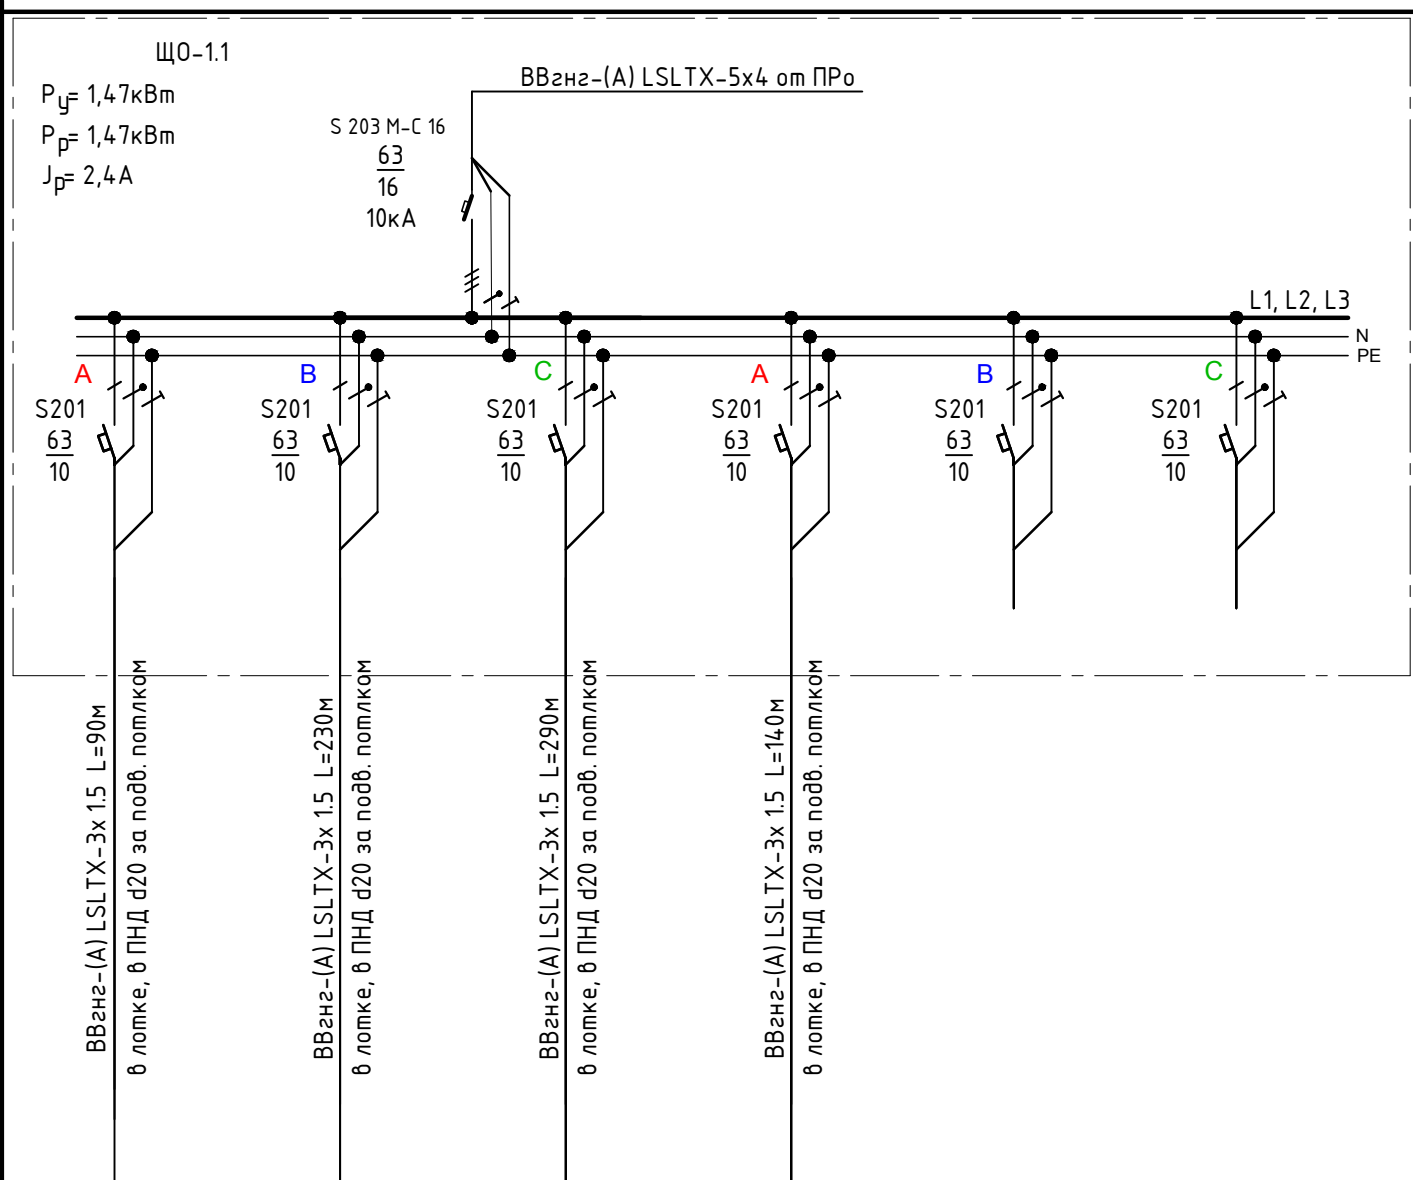 ЩО-1.1
Pу= 1,47кВт
Pр= 1,47кВт
Jр= 2,4А
ВВгнг-(А) LSLTX-5х4 от ПРо
S 203 М-С 16
63
16
10кА
L1, L2, L3
N
PE
A
B
C
A
B
C
S201
63
10
S201
63
10
S201
63
10
S201
63
10
S201
63
10
S201
63
10
ВВгнг-(А) LSLTX-3х 1.5 L=90м
в лотке, в ПНД d20 за подв. потлком
ВВгнг-(А) LSLTX-3х 1.5 L=230м
в лотке, в ПНД d20 за подв. потлком
ВВгнг-(А) LSLTX-3х 1.5 L=290м
в лотке, в ПНД d20 за подв. потлком
ВВгнг-(А) LSLTX-3х 1.5 L=140м
в лотке, в ПНД d20 за подв. потлком